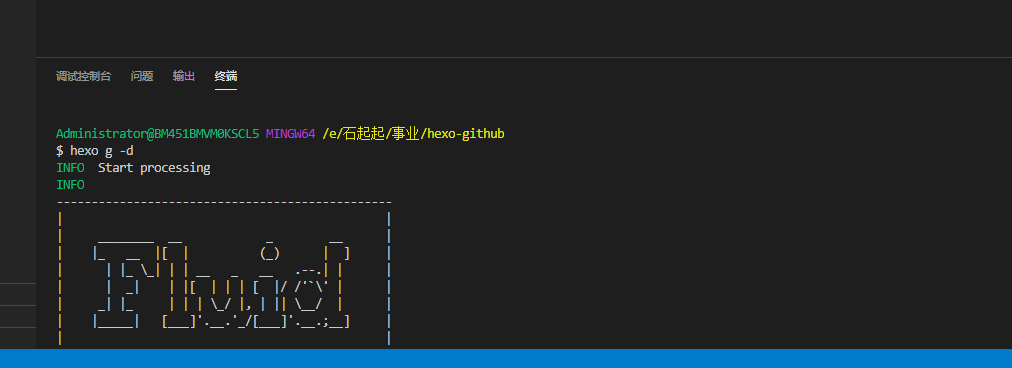 调试控制台 问题 输出 终端
Administrator@BM451BMVM0KSCL5 MINGW64 /e/石起起/事业/hexo-github
$ hexo g -d
INFO  Start processing
INFO
------------------------------------------------
|                                              |
|     ________  __            _        __      |
|    |_   __  |[  |          (_)      |  ]     |
|      | |_ \_| | | __   _   __   .--.| |      |
|      |  _|    | |[  | | | [  |/ /'`\' |      |
|     _| |_     | | | \_/ |, | || \__/  |      |
|    |_____|   [___]'.__.'_/[___]'.__.;__]     |
|                                              |